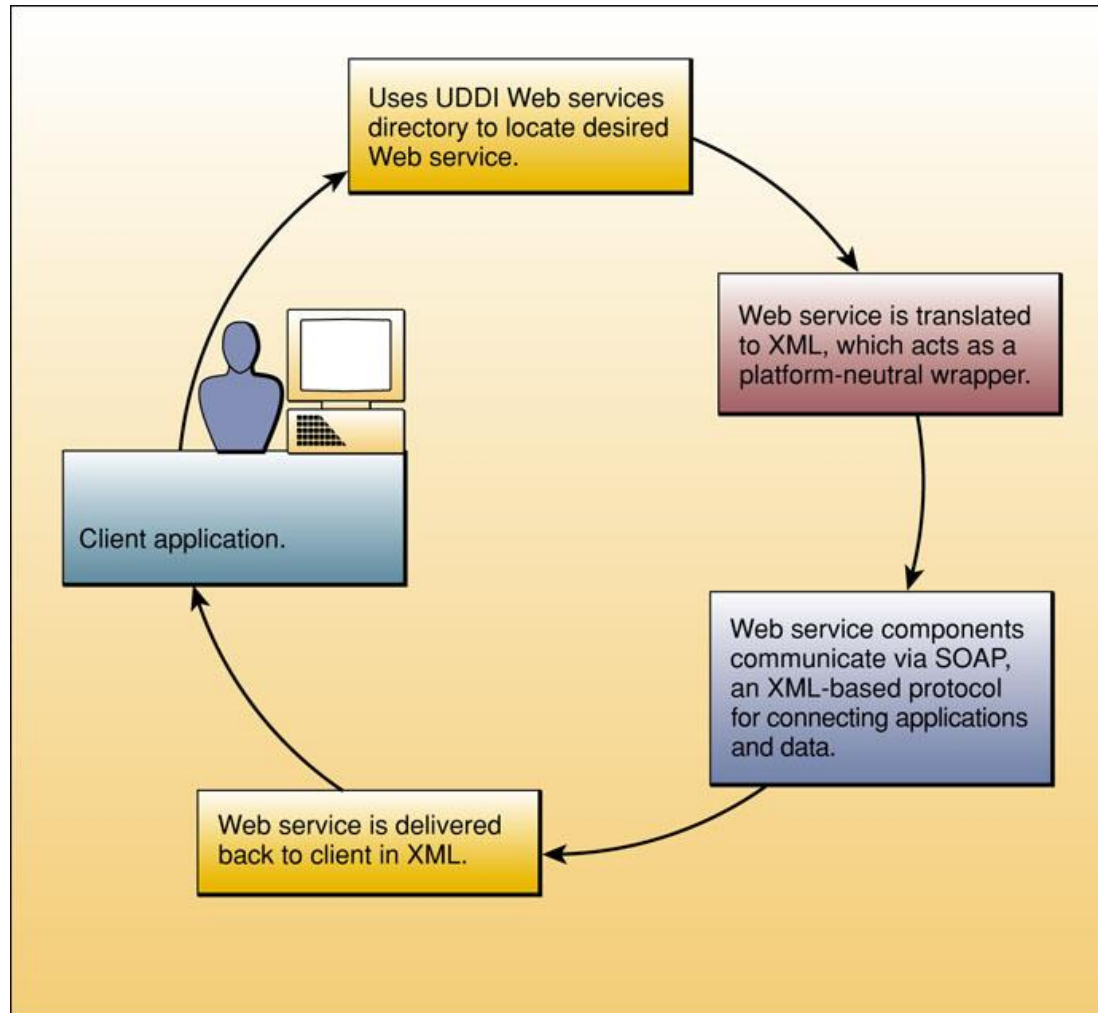 Uses UDDI Web services
directory to locate desired
Web service.
Web service is translated
to XML, which acts as a
platform-neutral wrapper.
Web service components
communicate via SOAP,
an XML-based protocol
for connecting applications
and data.
Web service is delivered
back to client in XML.
Client application.